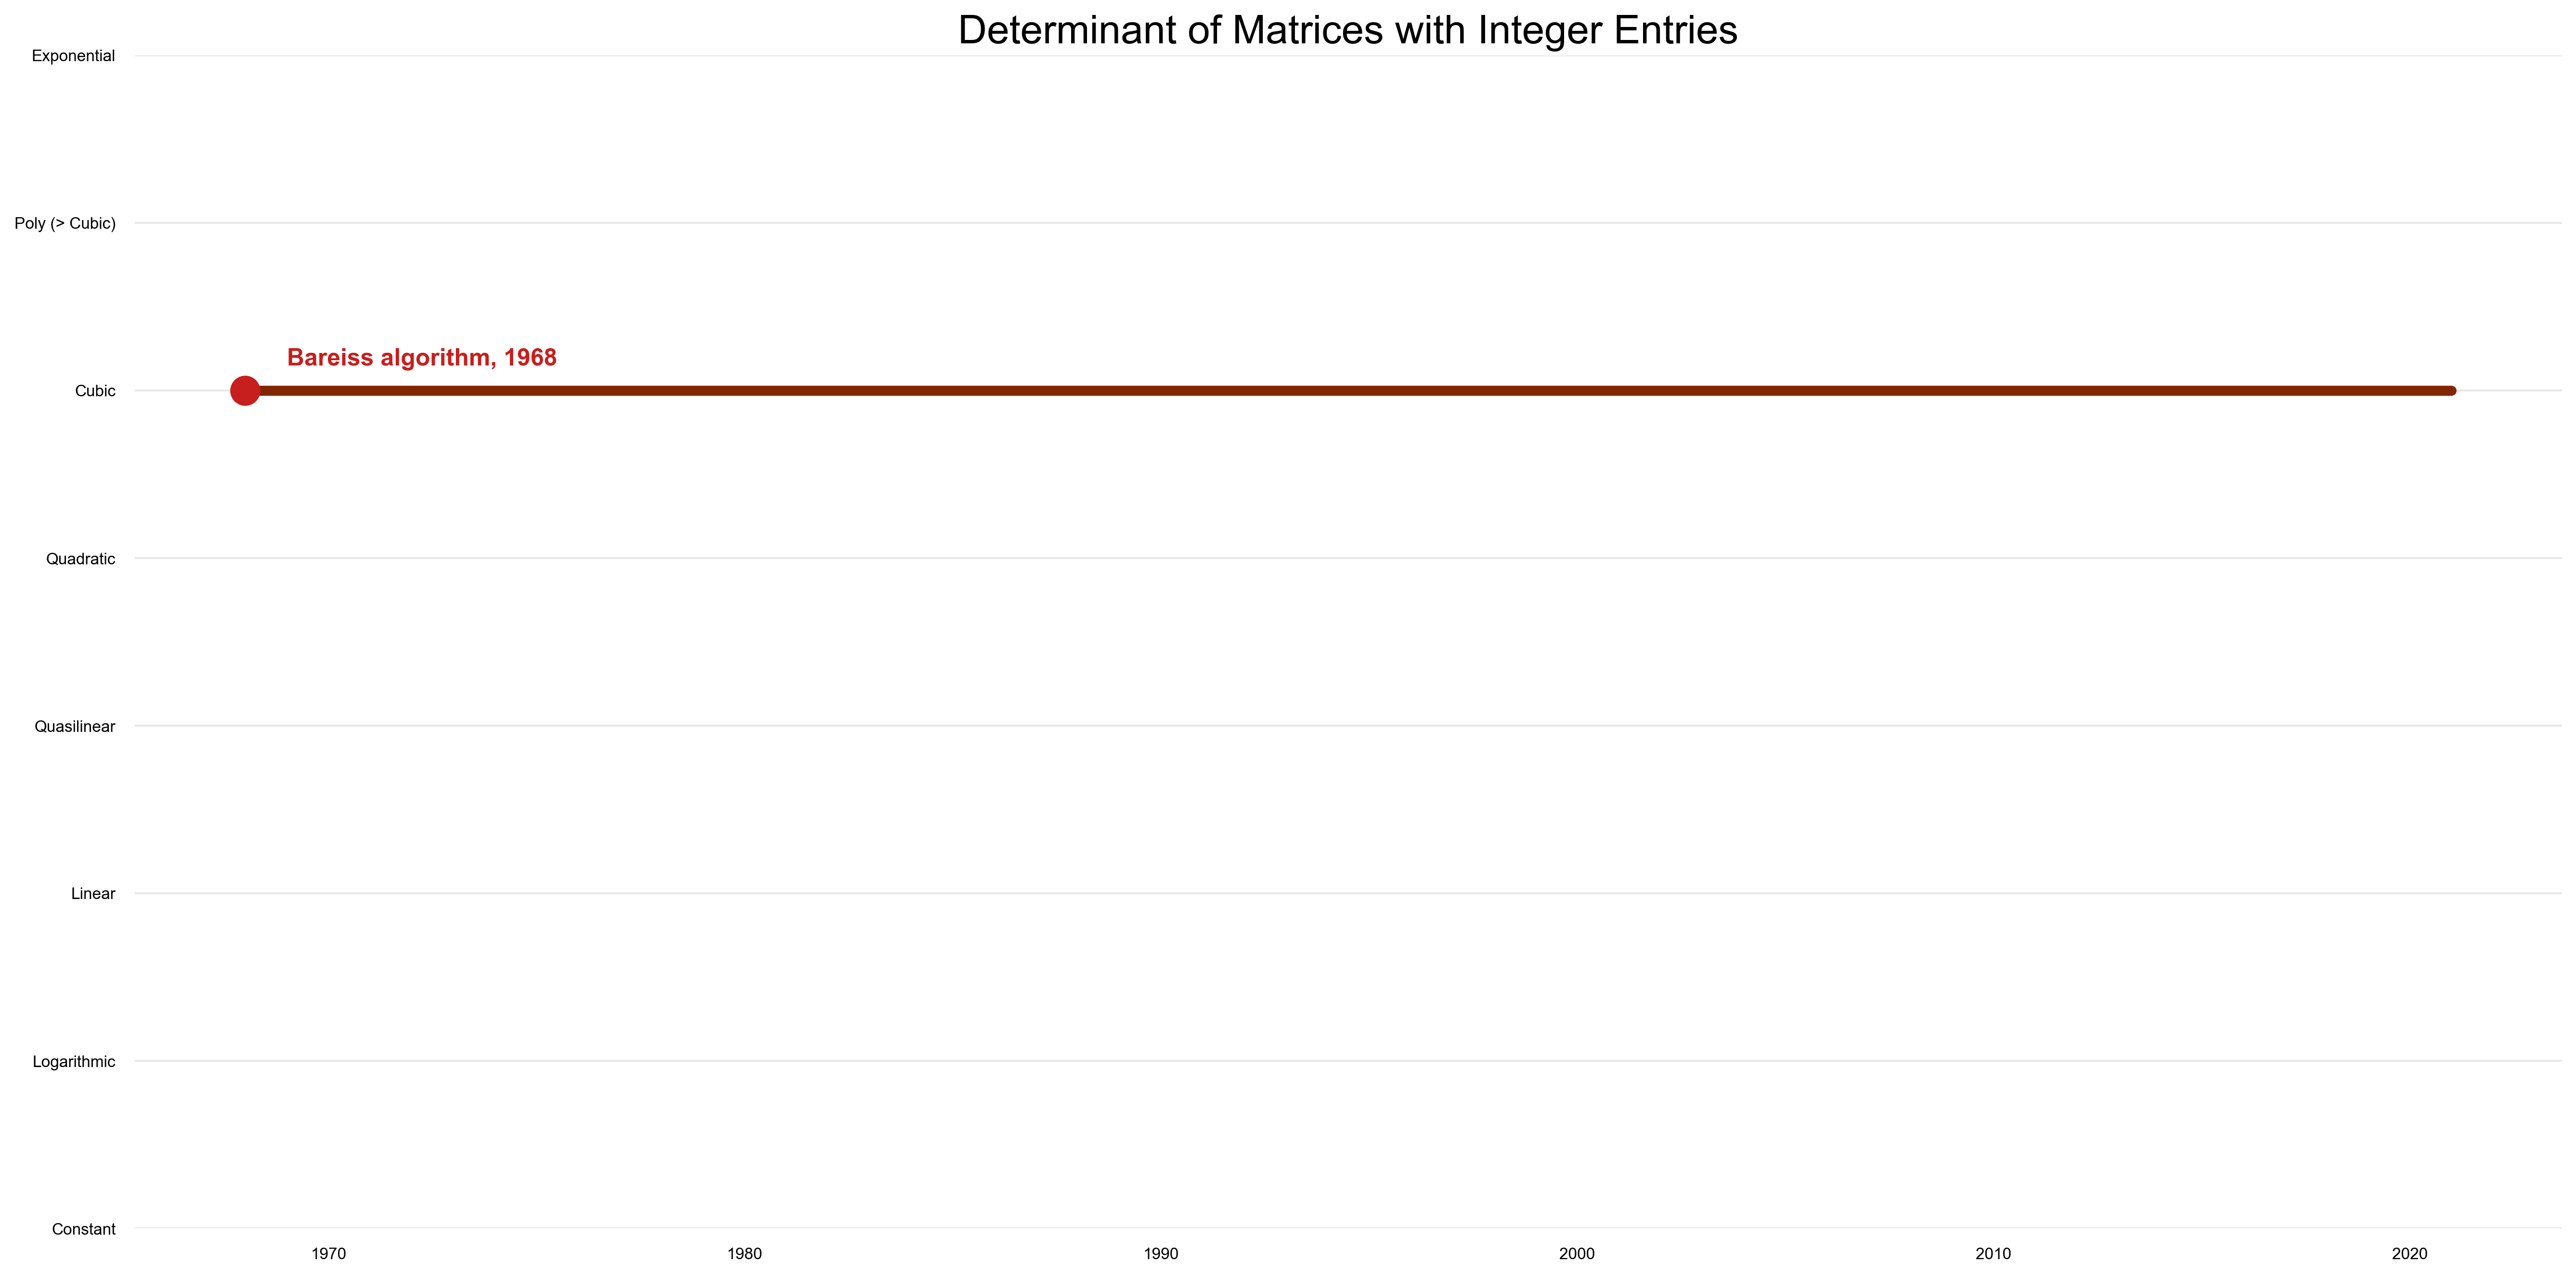 Determinant of Matrices with Integer Entries
Exponential
Poly (> Cubic)
Bareiss algorithm, 1968
Cubic
Quadratic
Quasilinear
Linear
Logarithmic
Constant
1970 1980 1990 2000 2010 2020